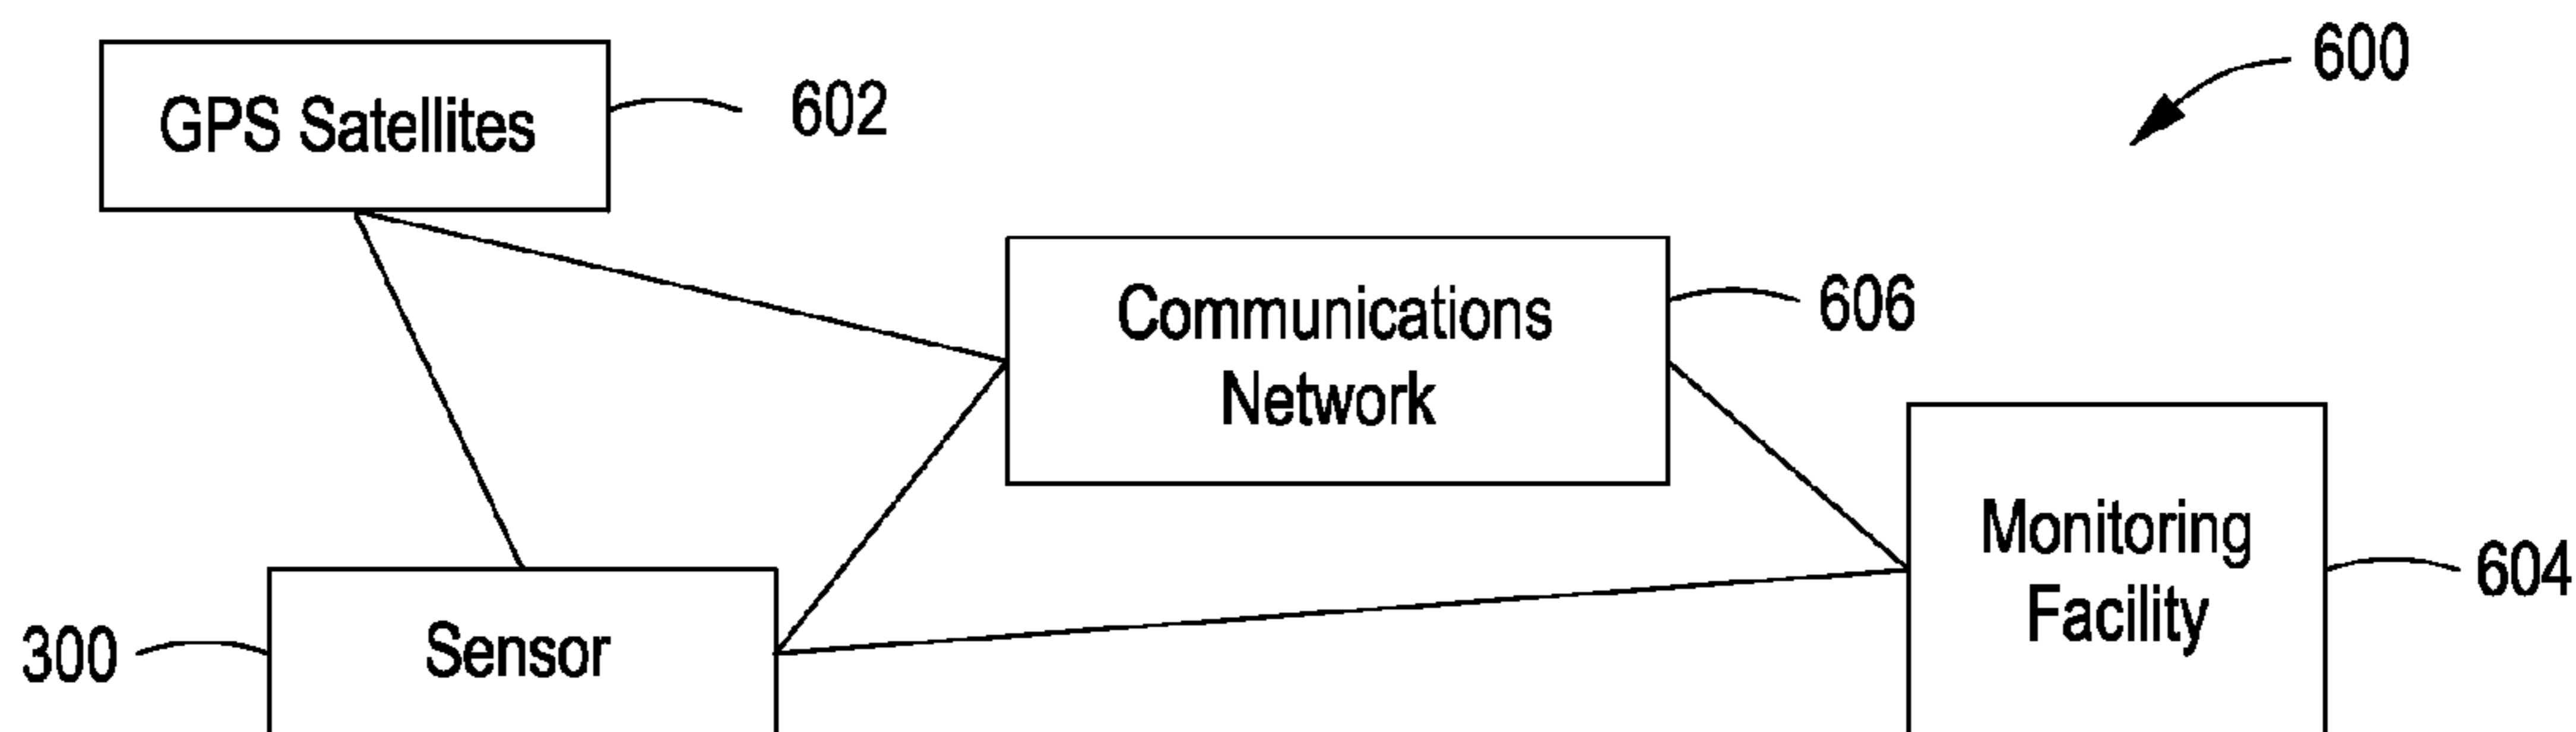 600
GPS Satellites
602
Communications
Network
606
Monitoring
Facility
604
300
Sensor